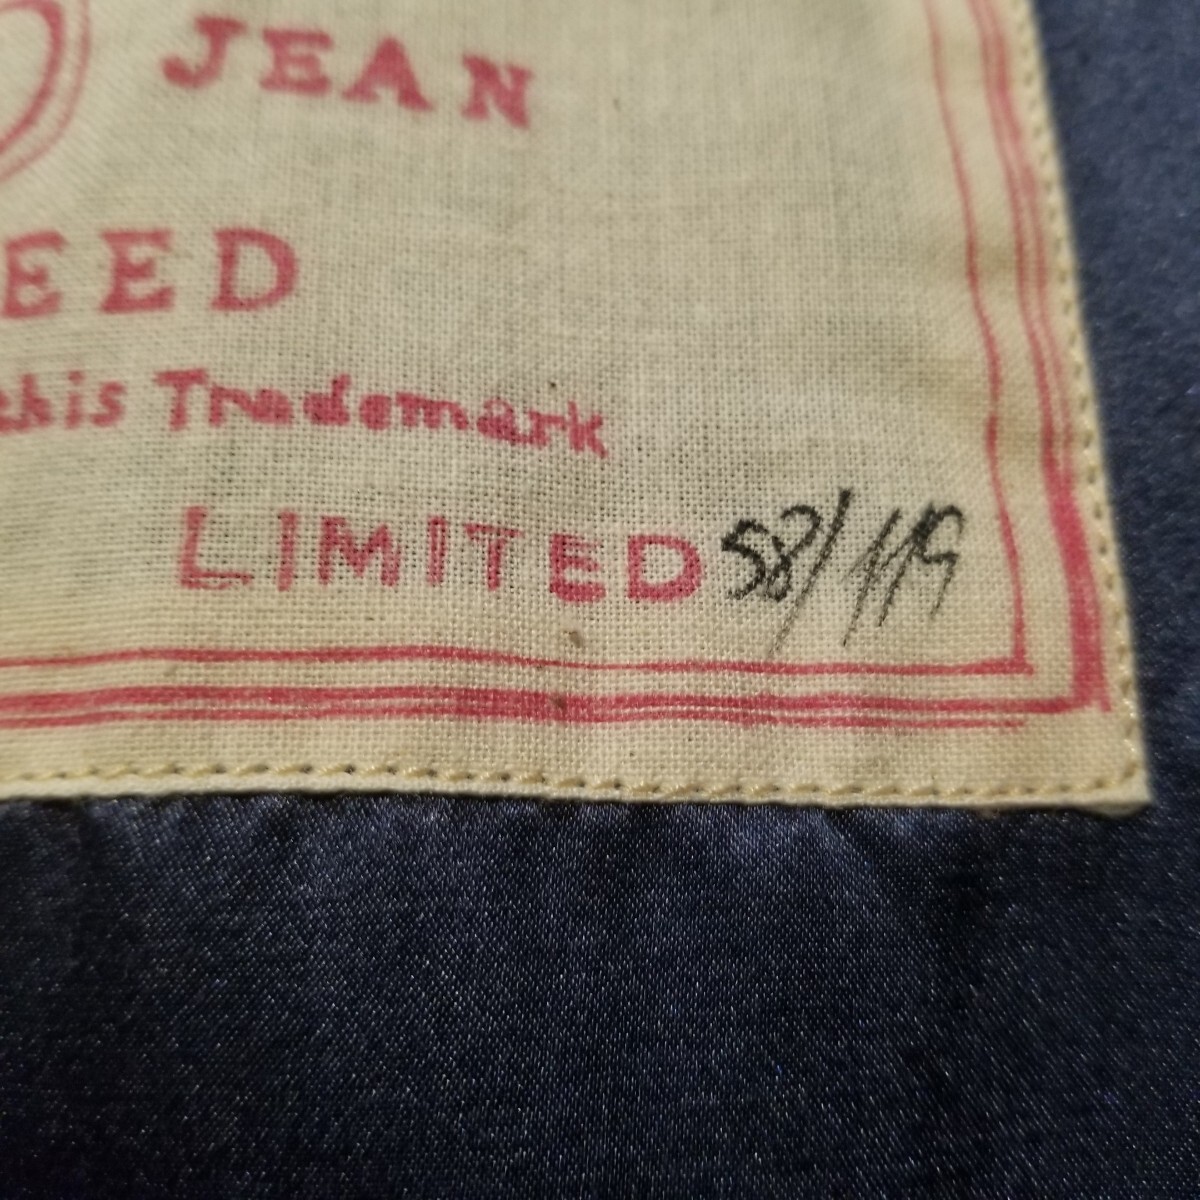 JEAN
EED
this Trademark
LIMITED 58/119